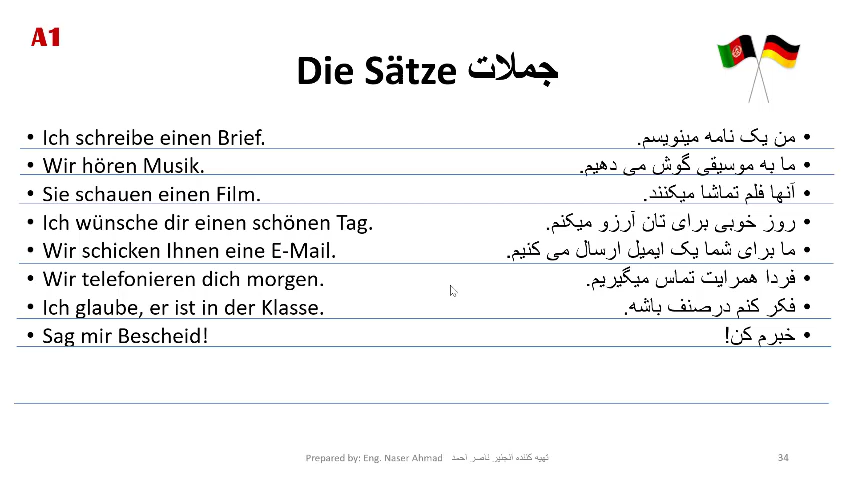 A1
Die Sätze جملات
• Ich schreibe einen Brief.
• من یک نامه مینویسم.
• Wir hören Musik.
• ما به موسیقی گوش می دهیم.
• Sie schauen einen Film.
• آنها فلم تماشا میکنند.
• Ich wünsche dir einen schönen Tag.
• روز خوبی برای تان آرزو میکنم.
• Wir schicken Ihnen eine E-Mail.
• ما برای شما یک ایمیل ارسال می کنیم.
• Wir telefonieren dich morgen.
• فردا همرایت تماس میگیریم.
• Ich glaube, er ist in der Klasse.
• فکر کنم درصنف باشه.
• Sag mir Bescheid!
• خبرم کن!
Prepared by: Eng. Naser Ahmad تهیه کننده انجنیر ناصر احمد
34